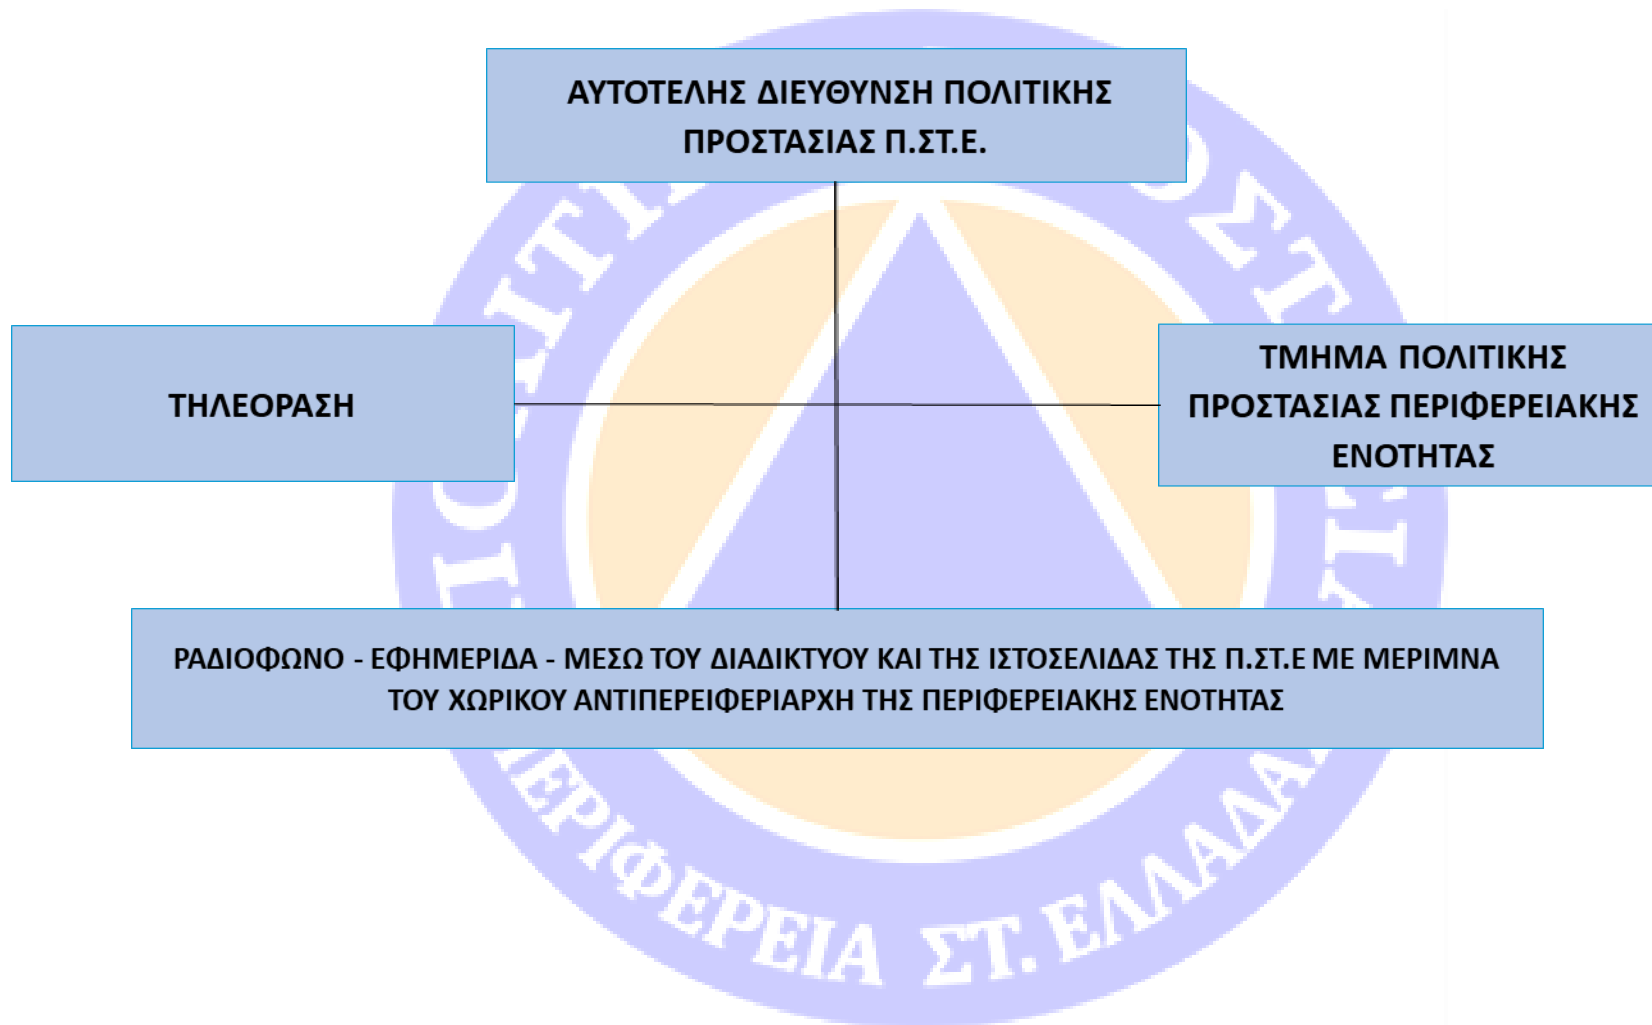 ΑΥΤΟΤΕΛΗΣ ΔΙΕΥΘΥΝΣΗ ΠΟΛΙΤΙΚΗΣ
ΠΡΟΣΤΑΣΙΑΣ Π.ΣΤ.Ε.
ΤΗΛΕΟΡΑΣΗ
ΤΜΗΜΑ ΠΟΛΙΤΙΚΗΣ
ΠΡΟΣΤΑΣΙΑΣ ΠΕΡΙΦΕΡΕΙΑΚΗΣ
ΕΝΟΤΗΤΑΣ
ΡΑΔΙΟΦΩΝΟ - ΕΦΗΜΕΡΙΔΑ - ΜΕΣΩ ΤΟΥ ΔΙΑΔΙΚΤΥΟΥ ΚΑΙ ΤΗΣ ΙΣΤΟΣΕΛΙΔΑΣ ΤΗΣ Π.ΣΤ.Ε ΜΕ ΜΕΡΙΜΝΑ
ΤΟΥ ΧΩΡΙΚΟΥ ΑΝΤΙΠΕΡΕΙΦΕΡΙΑΡΧΗ ΤΗΣ ΠΕΡΙΦΕΡΕΙΑΚΗΣ ΕΝΟΤΗΤΑΣ
ΠΕΡΙΦΕΡΕΙΑ ΣΤ. ΕΛΛΑΔΑΣ